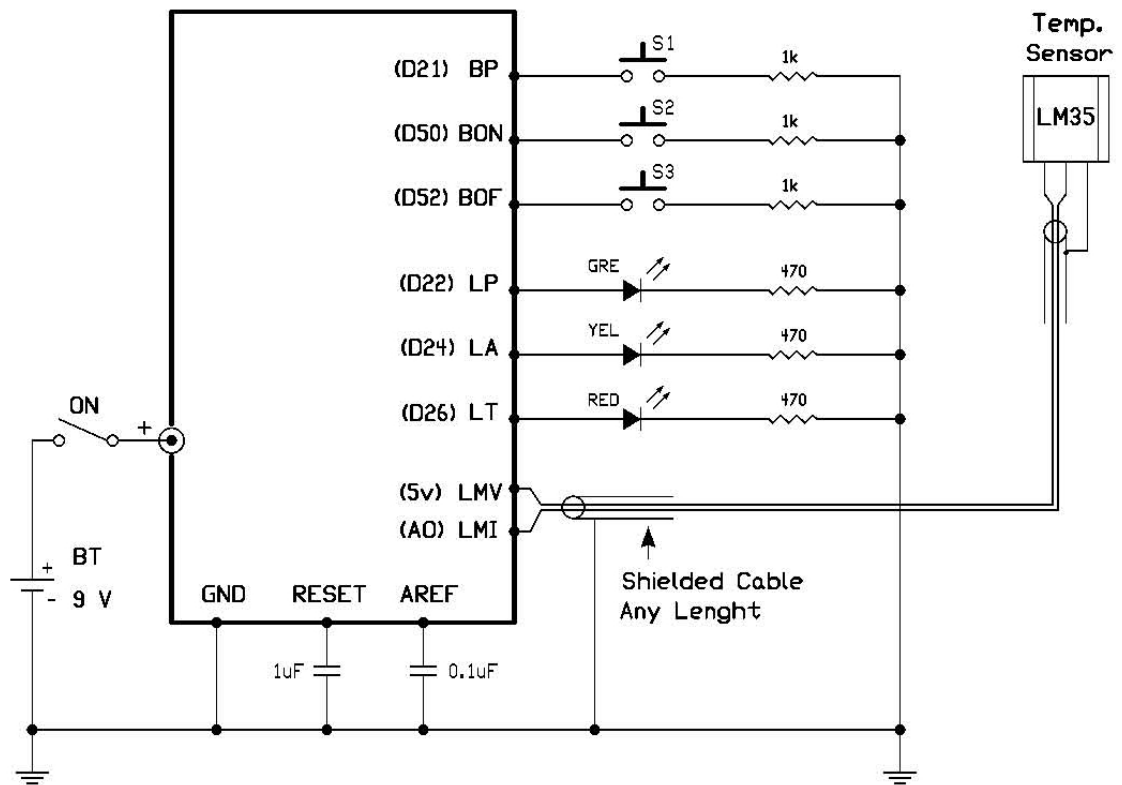 Temp.
Sensor
LM35
(D21) BP
S1
1k
(D50) BON
S2
1k
(D52) BOF
S3
1k
(D22) LP
GRE
470
(D24) LA
YEL
470
(D26) LT
RED
470
ON
+
(5v) LMV
(A0) LMI
Shielded Cable
Any Lenght
+
BT
- 9 V
GND
RESET
AREF
1uF
0.1uF